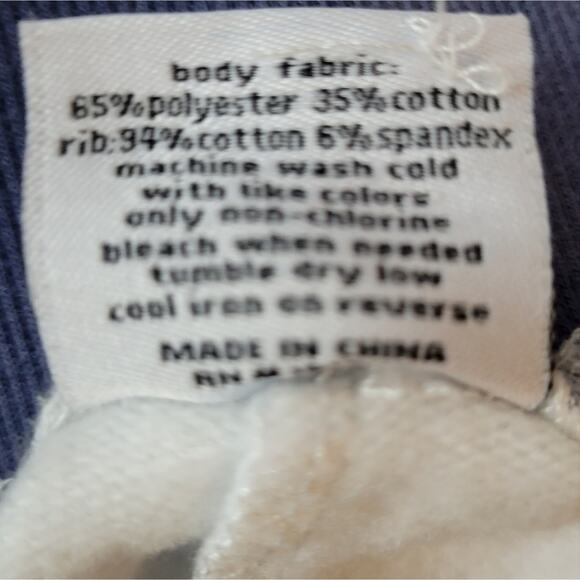 body fabric:
65%polyester 35%cotton
rib:94%cotton 6%spandex
machine wash cold
with like colors
only non-chlorine
bleach when needed
tumble dry low
cool iron on reverse
MADE IN CHINA
RN #